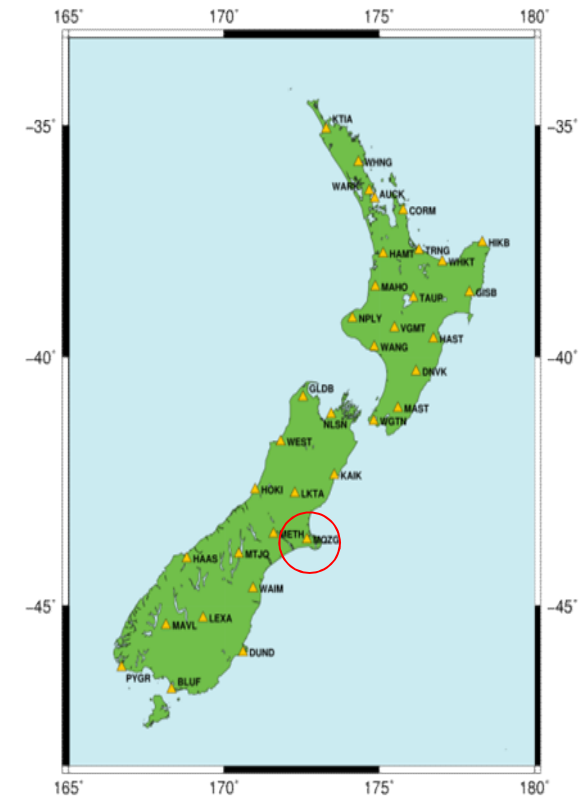 165° 170° 175° 180°
−35° −35°
KTIA
WHNG
WARK
AUCK
CORM
HIKB
TRNG
HAMT
WHKT
MAHO
TAUP
GISB
NPLY
VGMT
HAST
−40° −40°
WANG
DNVK
GLDB
MAST
NLSN
WGTN
WEST
KAIK
HOKI
LKTA
METH
MQZG
MTJO
HAAS
WAIM
−45° −45°
LEXA
MAVL
DUND
PYGR
BLUF
165° 170° 175° 180°